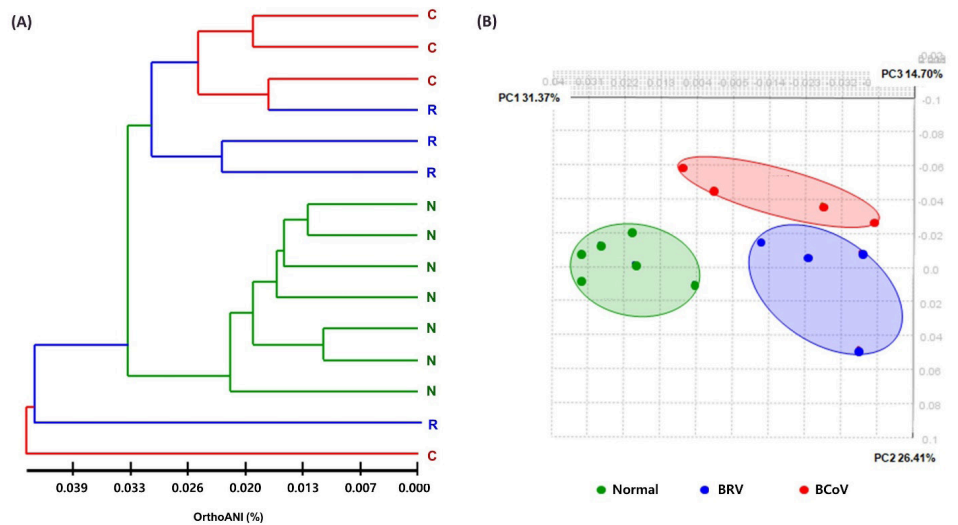 (A)
C
C
C
R
R
R
N
N
N
N
N
N
N
R
C
0.039 0.033 0.026 0.020 0.013 0.007 0.000
OrthoANI (%)
(B)
PC3 14.70%
PC1 31.37%
-0.1
-0.08
-0.06
-0.04
-0.02
0.0
0.02
0.04
0.06
0.08
0.1
PC2 26.41%
Normal BRV BCoV